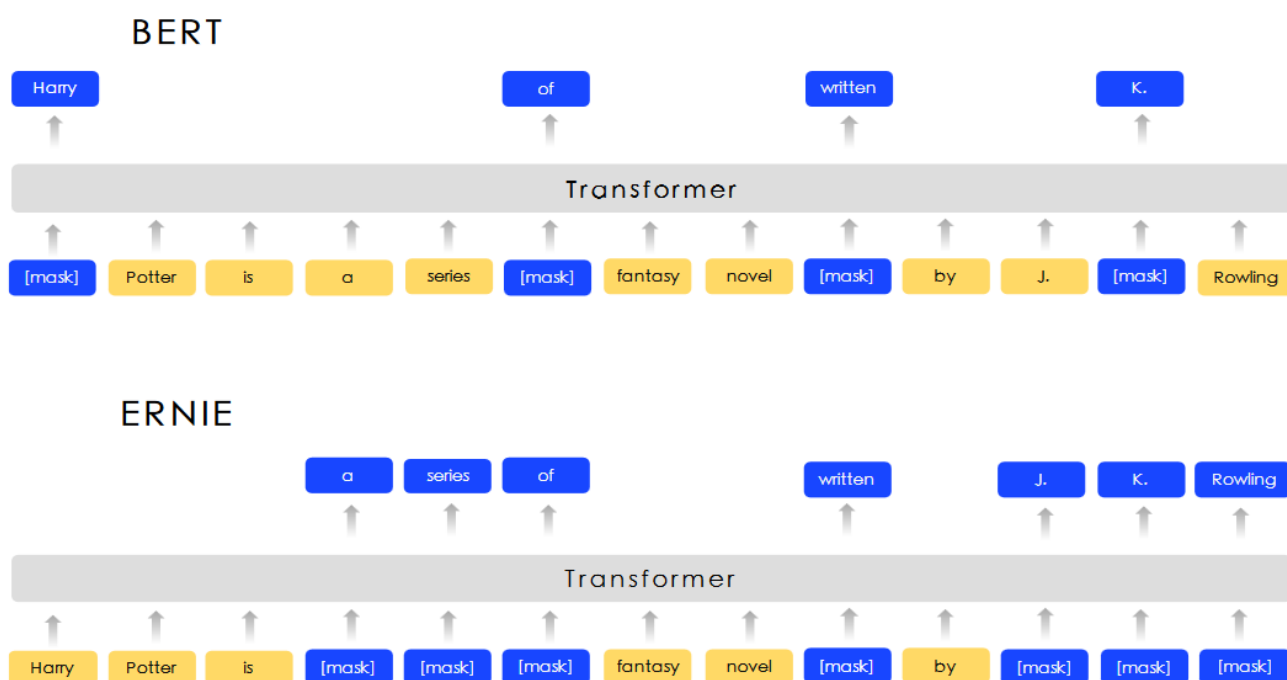 BERT
Harry of written K.
Transformer
[mask] Potter is a series [mask] fantasy novel [mask] by J. [mask] Rowling
ERNIE
a series of written J. K. Rowling
Transformer
Harry Potter is [mask] [mask] [mask] fantasy novel [mask] by [mask] [mask] [mask]